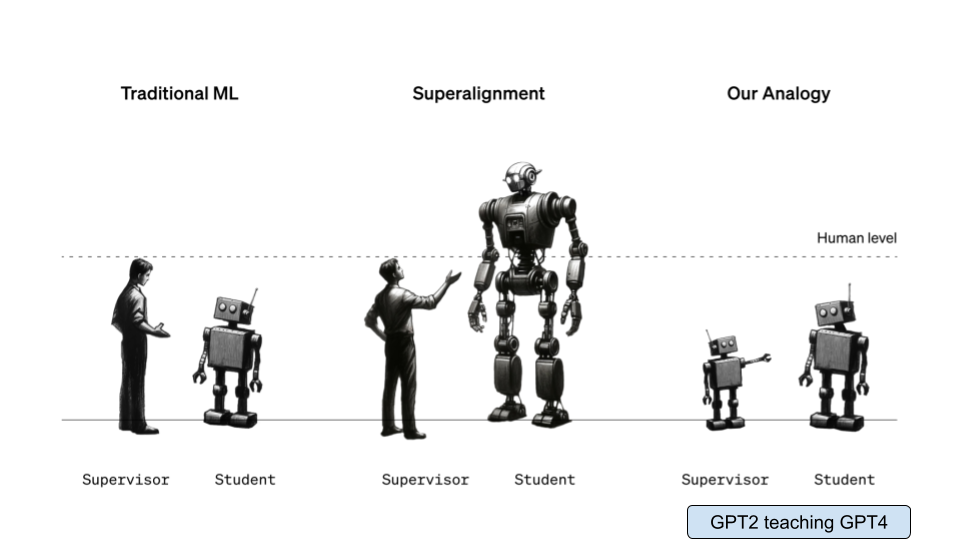 Traditional ML
Superalignment
Our Analogy
Human level
Supervisor
Student
Supervisor
Student
Supervisor
Student
GPT2 teaching GPT4